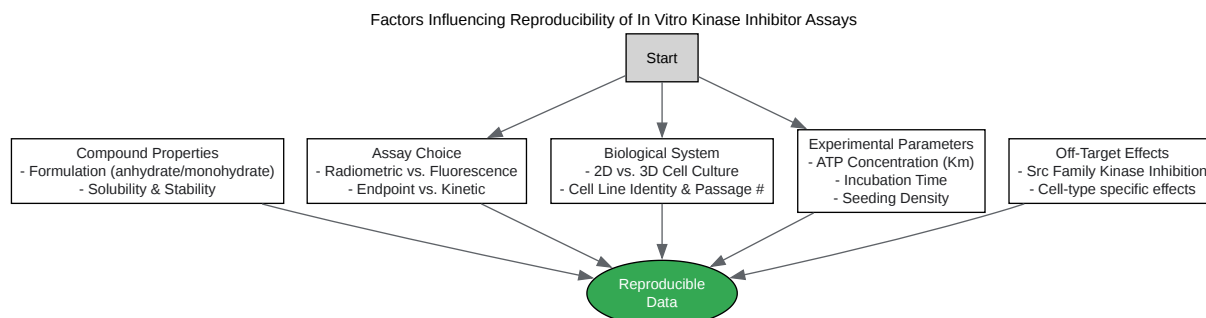 Factors Influencing Reproducibility of In Vitro Kinase Inhibitor Assays
Start
Compound Properties
- Formulation (anhydrate/monohydrate)
- Solubility & Stability
Assay Choice
- Radiometric vs. Fluorescence
- Endpoint vs. Kinetic
Biological System
- 2D vs. 3D Cell Culture
- Cell Line Identity & Passage #
Experimental Parameters
- ATP Concentration (Km)
- Incubation Time
- Seeding Density
Off-Target Effects
- Src Family Kinase Inhibition
- Cell-type specific effects
Reproducible
Data